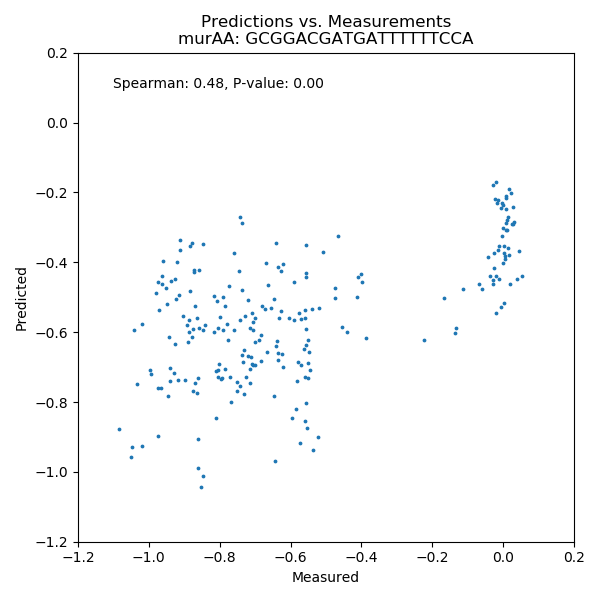 Predictions vs. Measurements
murAA: GCGGACGATGATTTTTTCCA
Spearman: 0.48, P-value: 0.00
0.2
0.0
−0.2
−0.4
−0.6
−0.8
−1.0
−1.2
Predicted
−1.2 −1.0 −0.8 −0.6 −0.4 −0.2 0.0 0.2
Measured